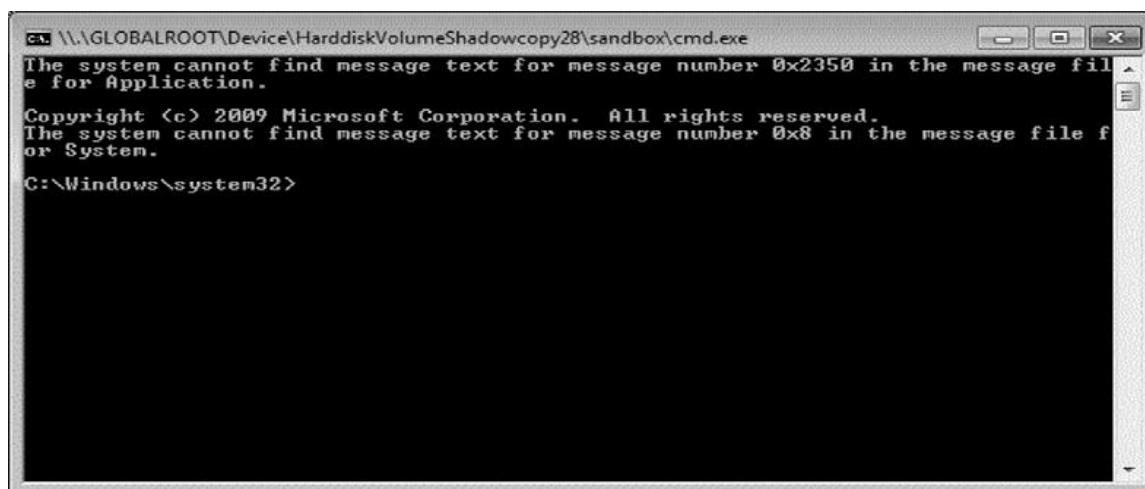 \\.\GLOBALROOT\Device\HarddiskVolumeShadowcopy28\sandbox\cmd.exe
The system cannot find message text for message number 0x2350 in the message fil
e for Application.
Copyright (c) 2009 Microsoft Corporation.  All rights reserved.
The system cannot find message text for message number 0x8 in the message file f
or System.
C:\Windows\system32>